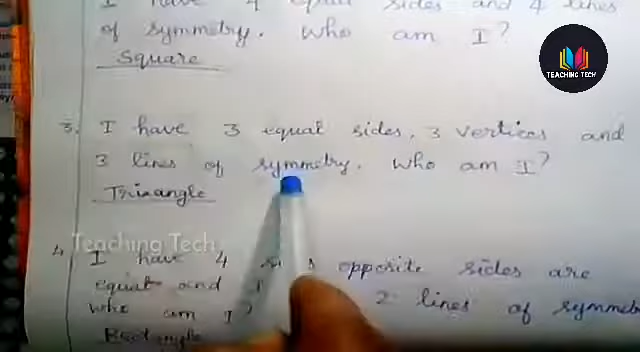 I have 4 equal sides and 4 lines
of symmetry. Who am I?
Square
TEACHING TECH
3. I have 3 equal sides, 3 vertices and
3 lines of symmetry. Who am I?
Triangle
Teaching Tech
4. I have 4 opposite sides are
equal and 2 lines of symmet
who am I?
Rectangle